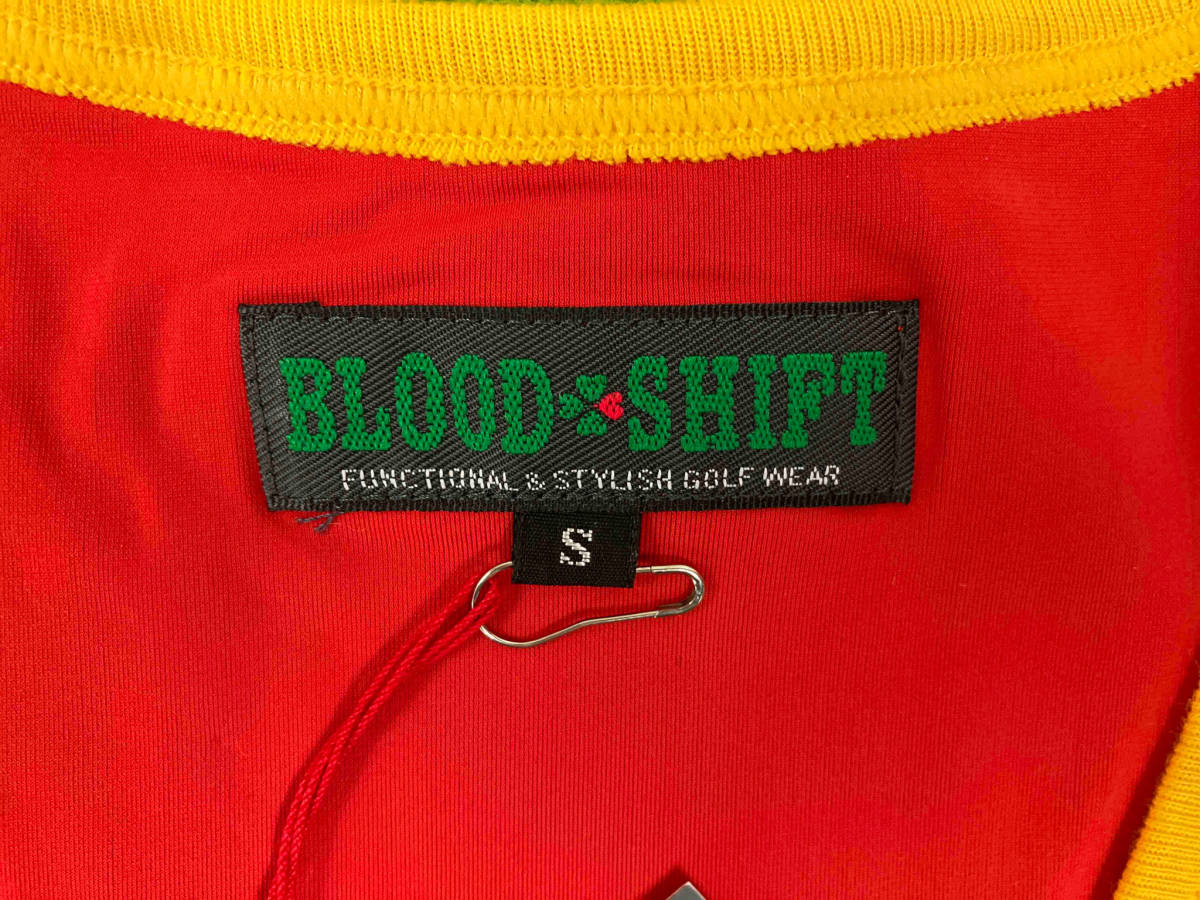 BLOOD SHIFT
FUNCTIONAL & STYLISH GOLF WEAR
S